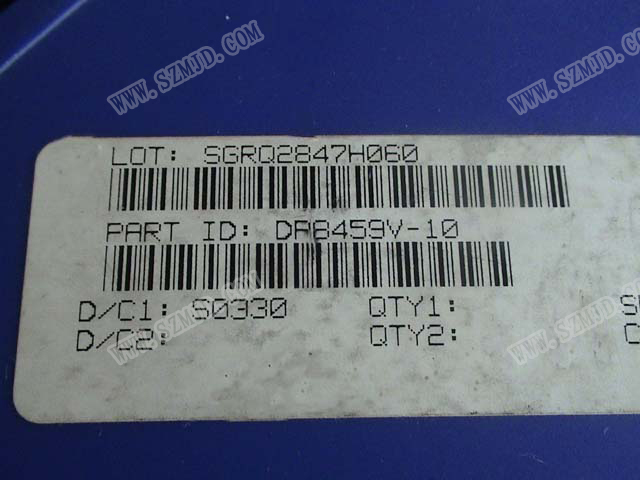 WWW.SZMJD.COM
WWW.SZMJD.COM
LOT: SGRQ2847H060
PART ID: DP8459V-10
D/C1: S0330 QTY1:
D/C2: QTY2:
WWW.SZMJD.COM
WWW.SZMJD.COM